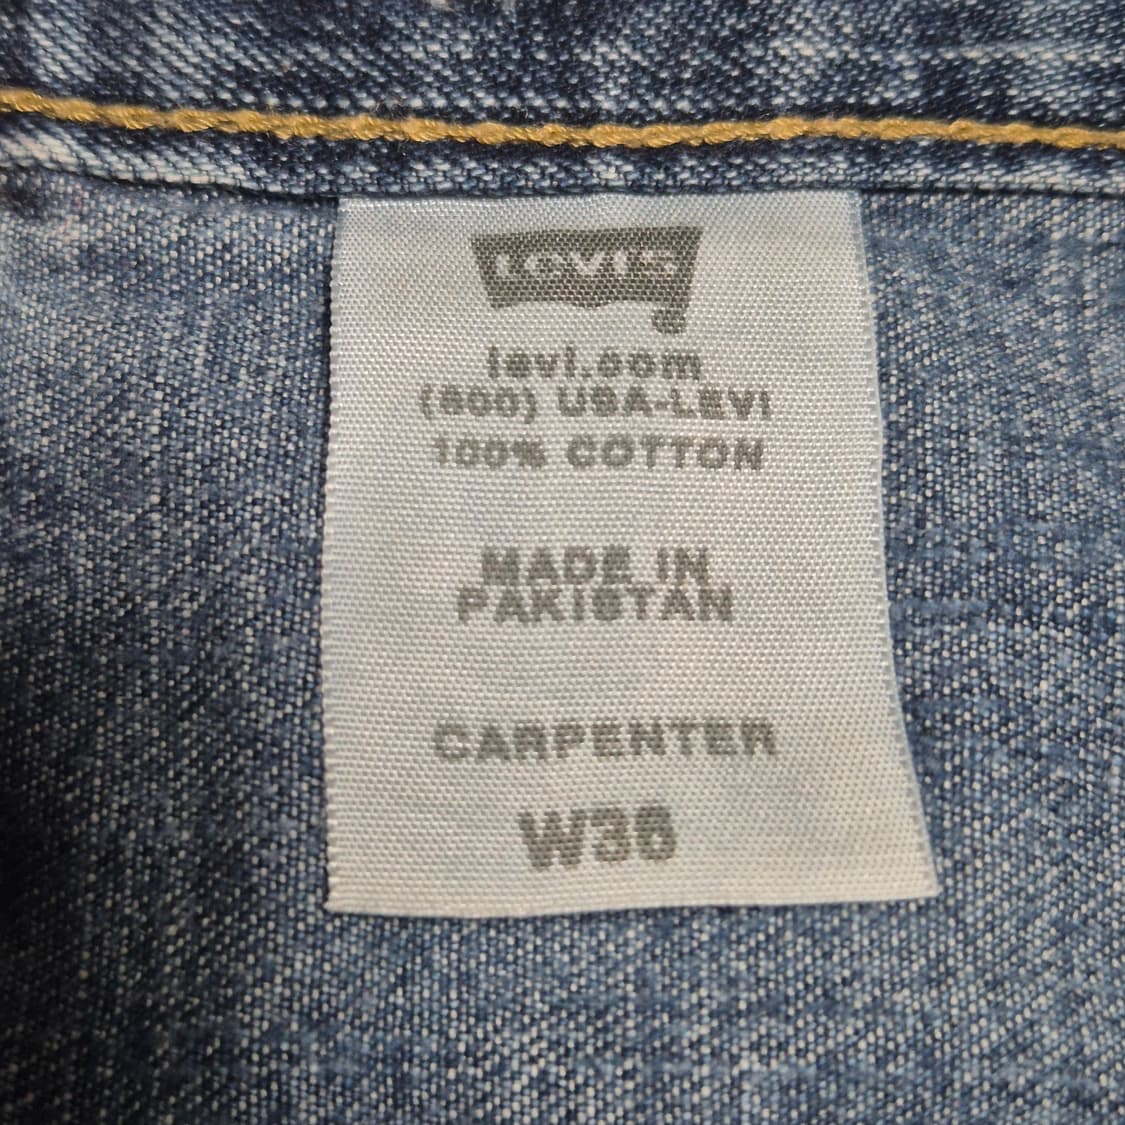 Levi's
levi.com
(800) USA-LEVI
100% COTTON
MADE IN
PAKISTAN
CARPENTER
W36